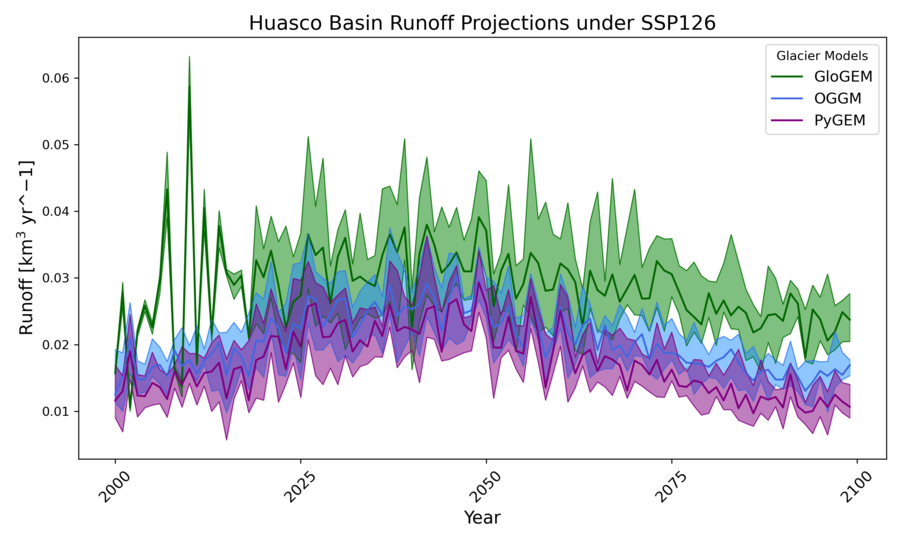 Huasco Basin Runoff Projections under SSP126
Glacier Models
GloGEM
OGGM
PyGEM
Runoff [km³ yr^−1]
0.06
0.05
0.04
0.03
0.02
0.01
2000
2025
2050
2075
2100
Year